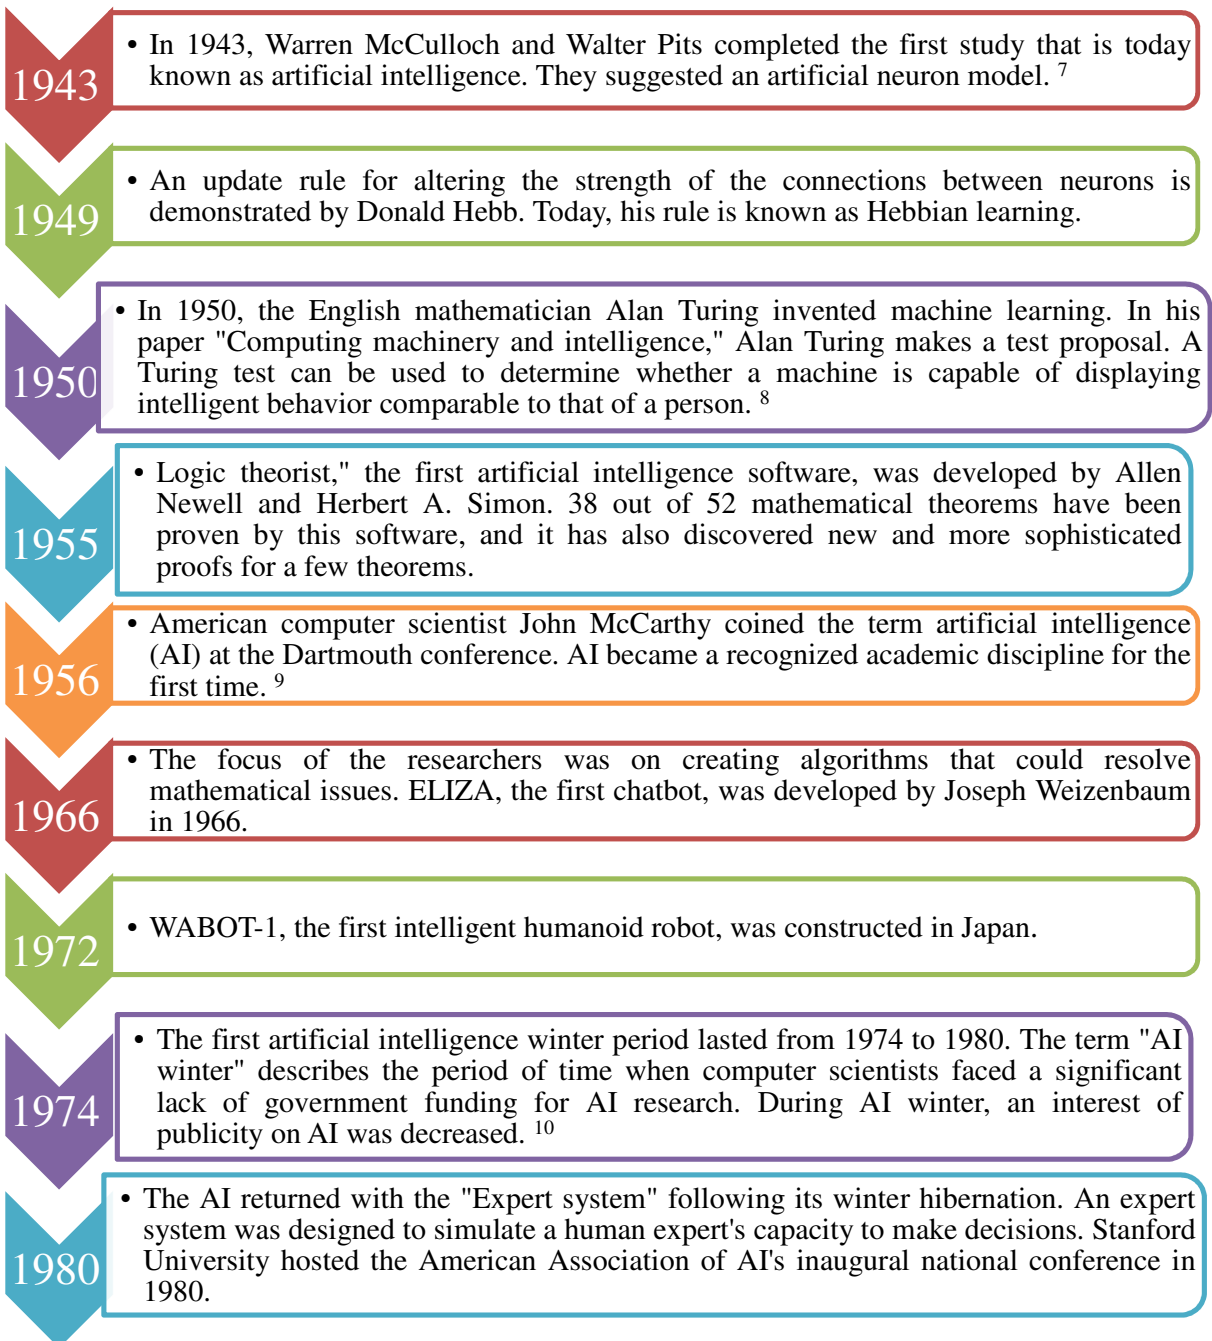 1943
• In 1943, Warren McCulloch and Walter Pits completed the first study that is today
known as artificial intelligence. They suggested an artificial neuron model. 7
1949
• An update rule for altering the strength of the connections between neurons is
demonstrated by Donald Hebb. Today, his rule is known as Hebbian learning.
1950
• In 1950, the English mathematician Alan Turing invented machine learning. In his
paper "Computing machinery and intelligence," Alan Turing makes a test proposal. A
Turing test can be used to determine whether a machine is capable of displaying
intelligent behavior comparable to that of a person. 8
1955
• Logic theorist," the first artificial intelligence software, was developed by Allen
Newell and Herbert A. Simon. 38 out of 52 mathematical theorems have been
proven by this software, and it has also discovered new and more sophisticated
proofs for a few theorems.
1956
• American computer scientist John McCarthy coined the term artificial intelligence
(AI) at the Dartmouth conference. AI became a recognized academic discipline for the
first time. 9
1966
• The focus of the researchers was on creating algorithms that could resolve
mathematical issues. ELIZA, the first chatbot, was developed by Joseph Weizenbaum
in 1966.
1972
• WABOT-1, the first intelligent humanoid robot, was constructed in Japan.
1974
• The first artificial intelligence winter period lasted from 1974 to 1980. The term "AI
winter" describes the period of time when computer scientists faced a significant
lack of government funding for AI research. During AI winter, an interest of
publicity on AI was decreased. 10
1980
• The AI returned with the "Expert system" following its winter hibernation. An expert
system was designed to simulate a human expert's capacity to make decisions. Stanford
University hosted the American Association of AI's inaugural national conference in
1980.